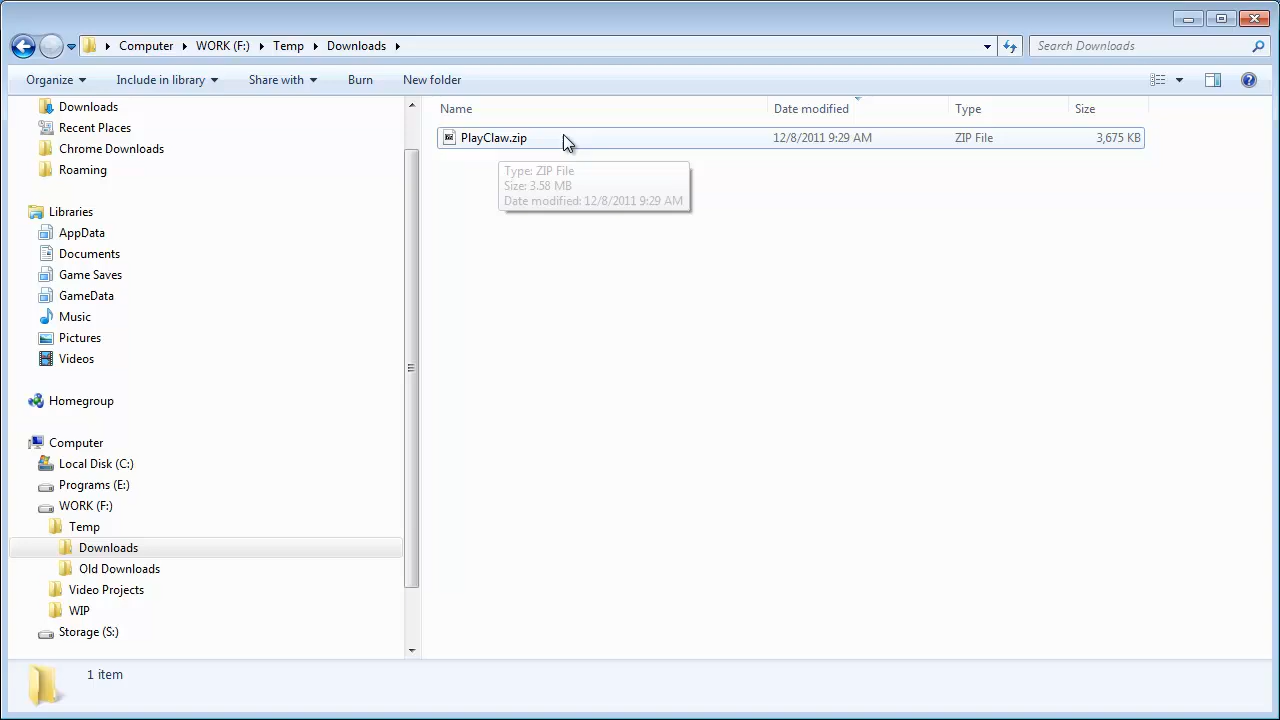 Computer WORK (F:) Temp Downloads
Search Downloads
Organize Include in library Share with Burn New folder
Downloads
Recent Places
Chrome Downloads
Roaming
Libraries
AppData
Documents
Game Saves
GameData
Music
Pictures
Videos
Homegroup
Computer
Local Disk (C:)
Programs (E:)
WORK (F:)
Temp
Downloads
Old Downloads
Video Projects
WIP
Storage (S:)
Name Date modified Type Size
PlayClaw.zip 12/8/2011 9:29 AM ZIP File 3,675 KB
Type: ZIP File
Size: 3.58 MB
Date modified: 12/8/2011 9:29 AM
1 item